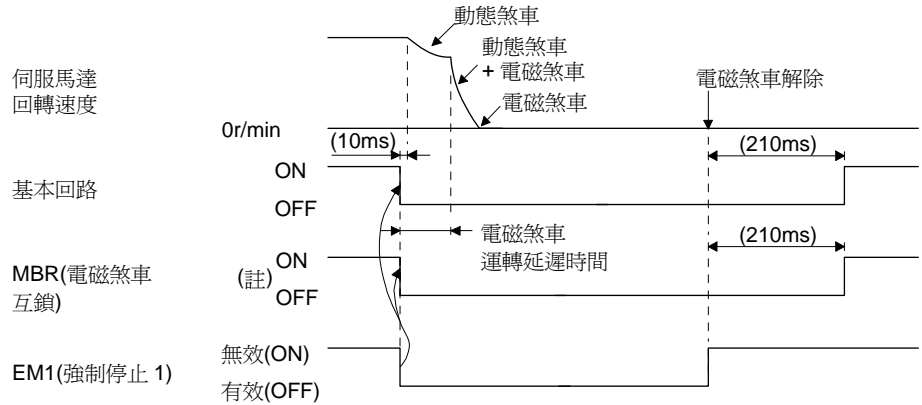 動態煞車
動態煞車
+ 電磁煞車
電磁煞車
電磁煞車解除
伺服馬達
回轉速度
0r/min
(10ms)
(210ms)
基本回路
ON
OFF
電磁煞車
運轉延遲時間
(210ms)
MBR(電磁煞車
互鎖)
(註)
ON
OFF
EM1(強制停止 1)
無效(ON)
有效(OFF)